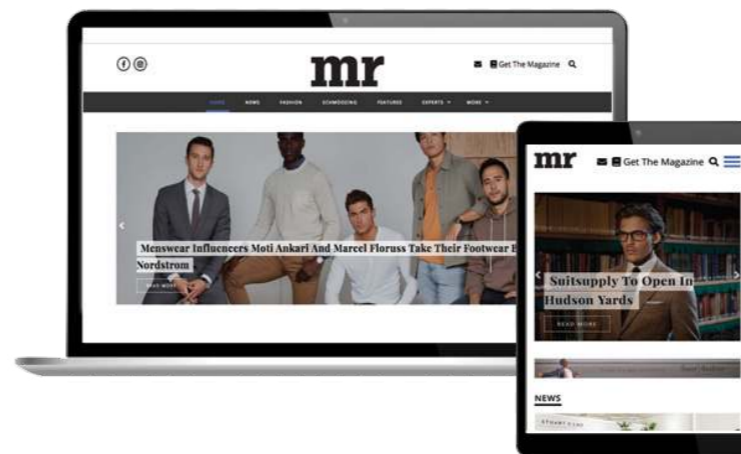 mr
Get The Magazine
HOME NEWS FASHION SCHMOOZING FEATURES EXPERTS MORE
Menswear Influencers Moti Ankari And Marcel Floruss Take Their Footwear
Nordstrom
READ MORE
mr
Get The Magazine
Suitsupply To Open In
Hudson Yards
READ MORE
NEWS